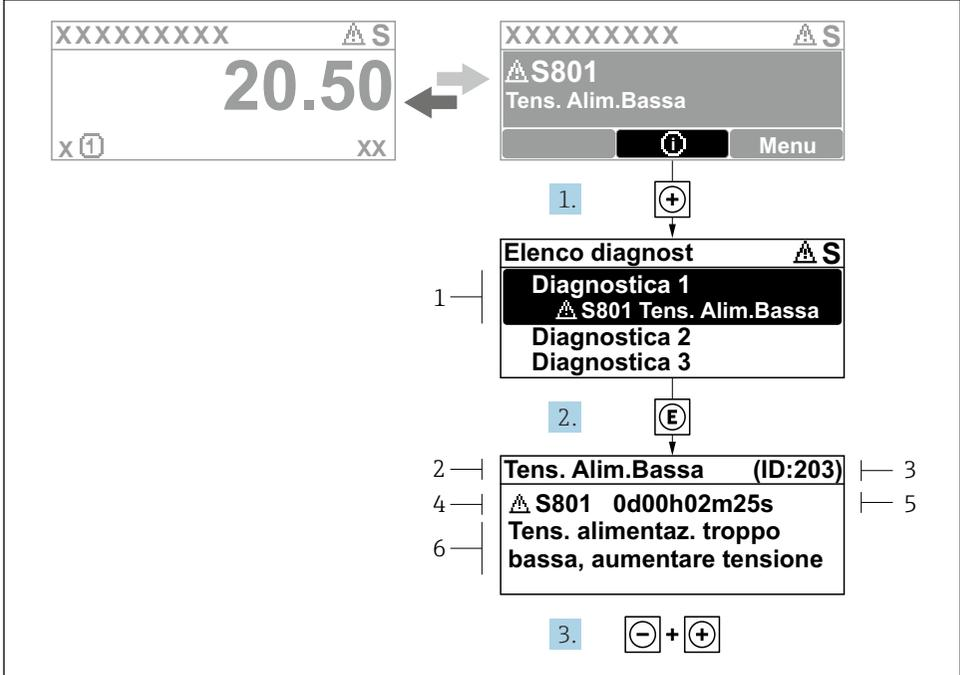 XXXXXXXXX S
20.50
x 1 xx
XXXXXXXXX S
S801
Tens. Alim.Bassa
i Menu
1. +
Elenco diagnost S
1
Diagnostica 1
S801 Tens. Alim.Bassa
Diagnostica 2
Diagnostica 3
2. E
2 Tens. Alim.Bassa (ID:203) 3
4 S801 0d00h02m25s 5
6 Tens. alimentaz. troppo
bassa, aumentare tensione
3. - + +